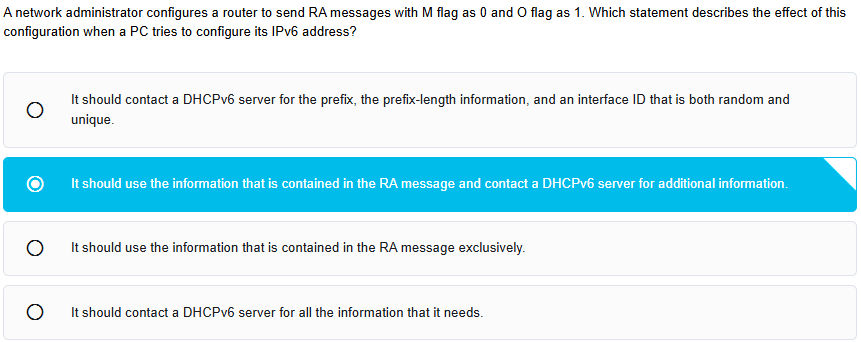 A network administrator configures a router to send RA messages with M flag as 0 and O flag as 1. Which statement describes the effect of this
configuration when a PC tries to configure its IPv6 address?
It should contact a DHCPv6 server for the prefix, the prefix-length information, and an interface ID that is both random and
unique.
It should use the information that is contained in the RA message and contact a DHCPv6 server for additional information.
It should use the information that is contained in the RA message exclusively.
It should contact a DHCPv6 server for all the information that it needs.